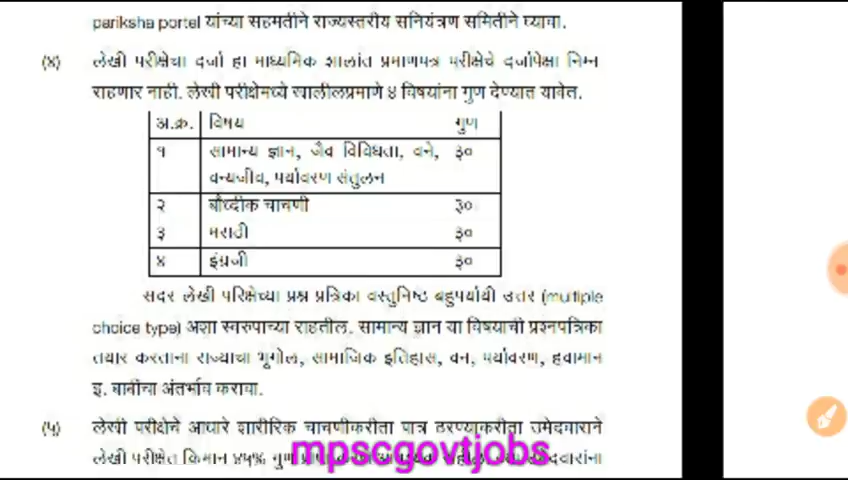 pariksha portel यांच्या सहमतीने राज्यस्तरीय सनियंत्रण समितीने घ्यावा.
(४) लेखी परीक्षेचा दर्जा हा माध्यमिक शालांत प्रमाणपत्र परीक्षेचे दर्जापेक्षा निम्न
राहणार नाही. लेखी परीक्षेमध्ये खालीलप्रमाणे ४ विषयांना गुण देण्यात यावेत.
अ.क्र. विषय गुण
१ सामान्य ज्ञान, जैव विविधता, वने, ३०
वन्यजीव, पर्यावरण संतुलन
२ बौध्दीक चाचणी ३०
३ मराठी ३०
४ इंग्रजी ३०
सदर लेखी परिक्षेच्या प्रश्न प्रत्रिका वस्तुनिष्ठ बहुपर्यायी उत्तर (multiple
choice type) अशा स्वरुपाच्या राहतील. सामान्य ज्ञान या विषयाची प्रश्नपत्रिका
तयार करताना राज्याचा भूगोल, सामाजिक इतिहास, वन, पर्यावरण, हवामान
इ. बाबींचा अंतर्भाव करावा.
(५) लेखी परीक्षेचे आधारे शारीरिक चाचणीकरीता पात्र ठरण्याकरीता उमेदवाराने
लेखी परीक्षेत किमान ४५% गुण उमेदवारांना
mpscgovtjobs